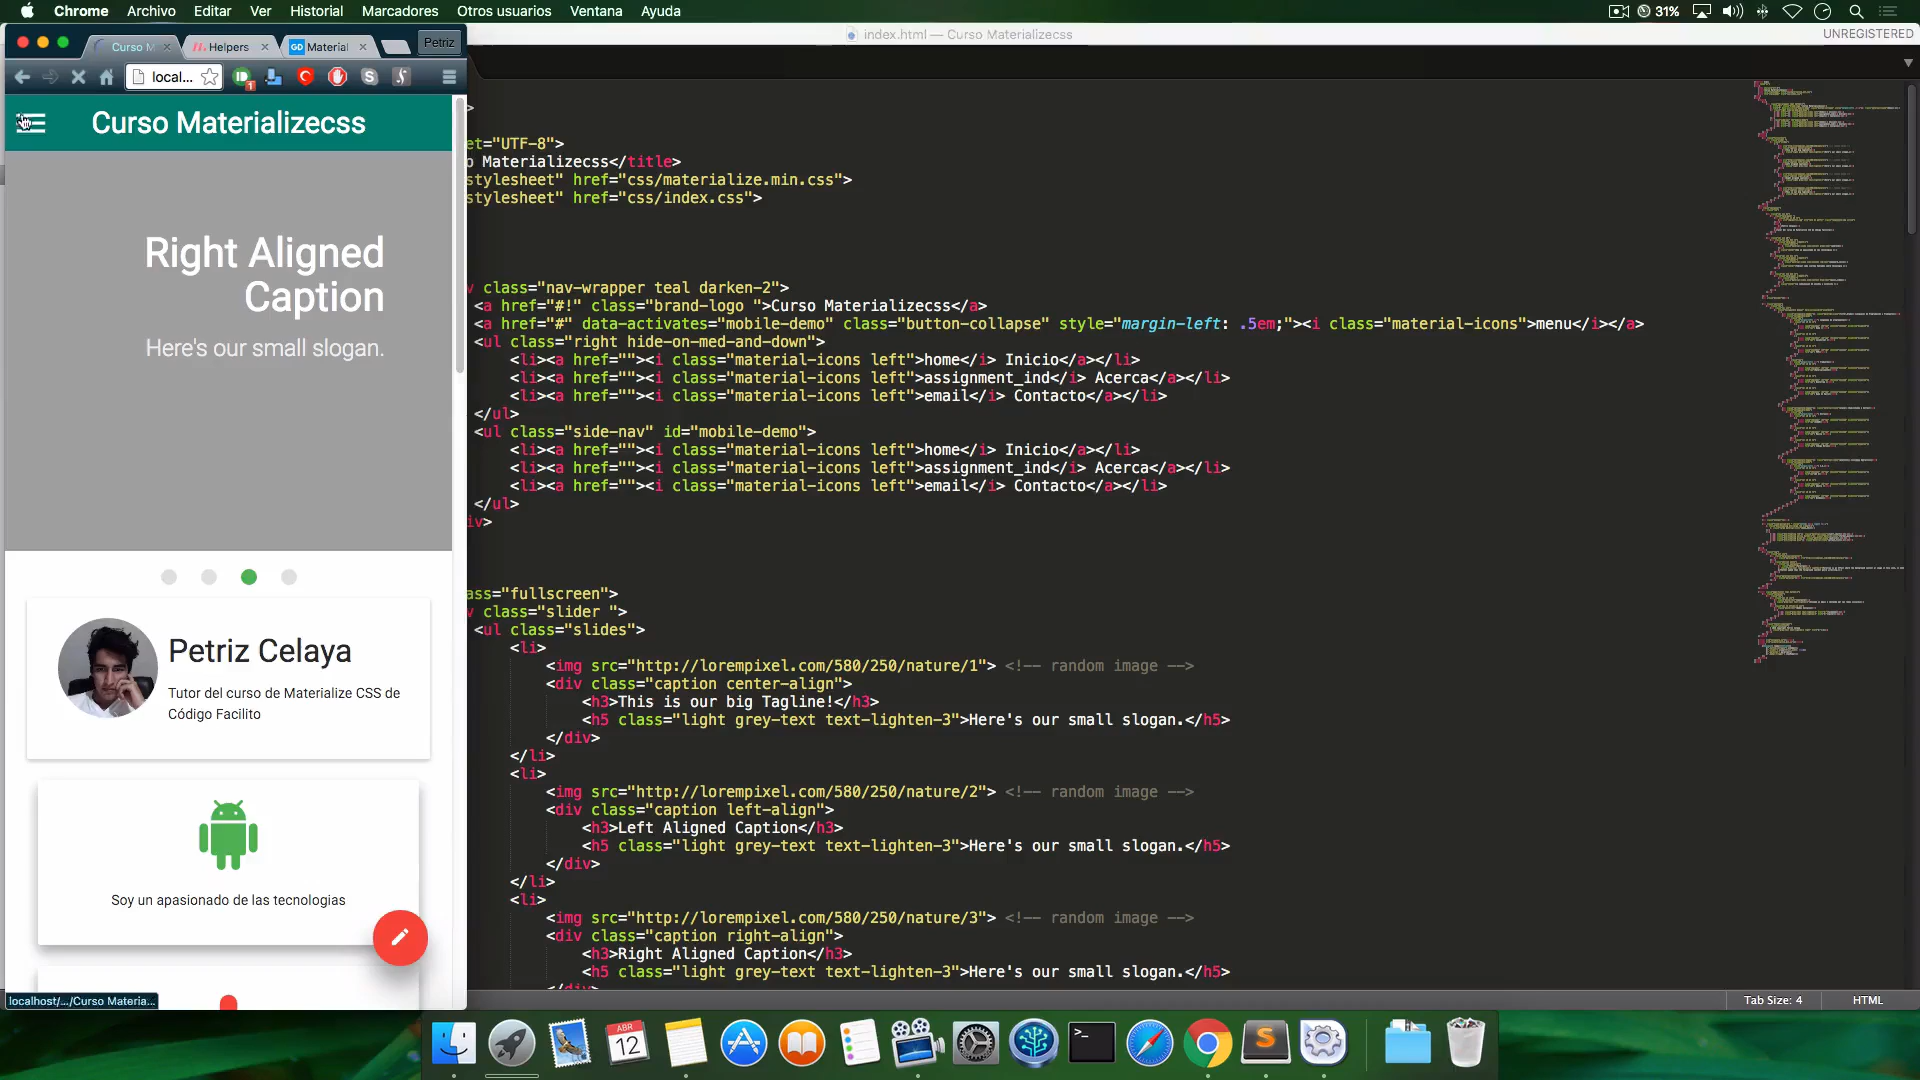 Chrome Archivo Editar Ver Historial Marcadores Otros usuarios Ventana Ayuda 31%
index.html — Curso Materializecss
UNREGISTERED
Curso M Helpers Material Petriz
local...
1
Curso Materializecss
Right Aligned
Caption
Here's our small slogan.
Petriz Celaya
Tutor del curso de Materialize CSS de
Código Facilito
Soy un apasionado de las tecnologias
localhost/.../Curso Materia...
>
et="UTF-8">
o Materializecss</title>
stylesheet" href="css/materialize.min.css">
stylesheet" href="css/index.css">
v class="nav-wrapper teal darken-2">
<a href="#!" class="brand-logo ">Curso Materializecss</a>
<a href="#" data-activates="mobile-demo" class="button-collapse" style="margin-left: .5em;"><i class="material-icons">menu</i></a>
<ul class="right hide-on-med-and-down">
<li><a href=""><i class="material-icons left">home</i> Inicio</a></li>
<li><a href=""><i class="material-icons left">assignment_ind</i> Acerca</a></li>
<li><a href=""><i class="material-icons left">email</i> Contacto</a></li>
</ul>
<ul class="side-nav" id="mobile-demo">
<li><a href=""><i class="material-icons left">home</i> Inicio</a></li>
<li><a href=""><i class="material-icons left">assignment_ind</i> Acerca</a></li>
<li><a href=""><i class="material-icons left">email</i> Contacto</a></li>
</ul>
iv>
ass="fullscreen">
v class="slider ">
<ul class="slides">
<li>
<img src="http://lorempixel.com/580/250/nature/1"> <!-- random image -->
<div class="caption center-align">
<h3>This is our big Tagline!</h3>
<h5 class="light grey-text text-lighten-3">Here's our small slogan.</h5>
</div>
</li>
<li>
<img src="http://lorempixel.com/580/250/nature/2"> <!-- random image -->
<div class="caption left-align">
<h3>Left Aligned Caption</h3>
<h5 class="light grey-text text-lighten-3">Here's our small slogan.</h5>
</div>
</li>
<li>
<img src="http://lorempixel.com/580/250/nature/3"> <!-- random image -->
<div class="caption right-align">
<h3>Right Aligned Caption</h3>
<h5 class="light grey-text text-lighten-3">Here's our small slogan.</h5>
</div>
Tab Size: 4 HTML
ABR
12